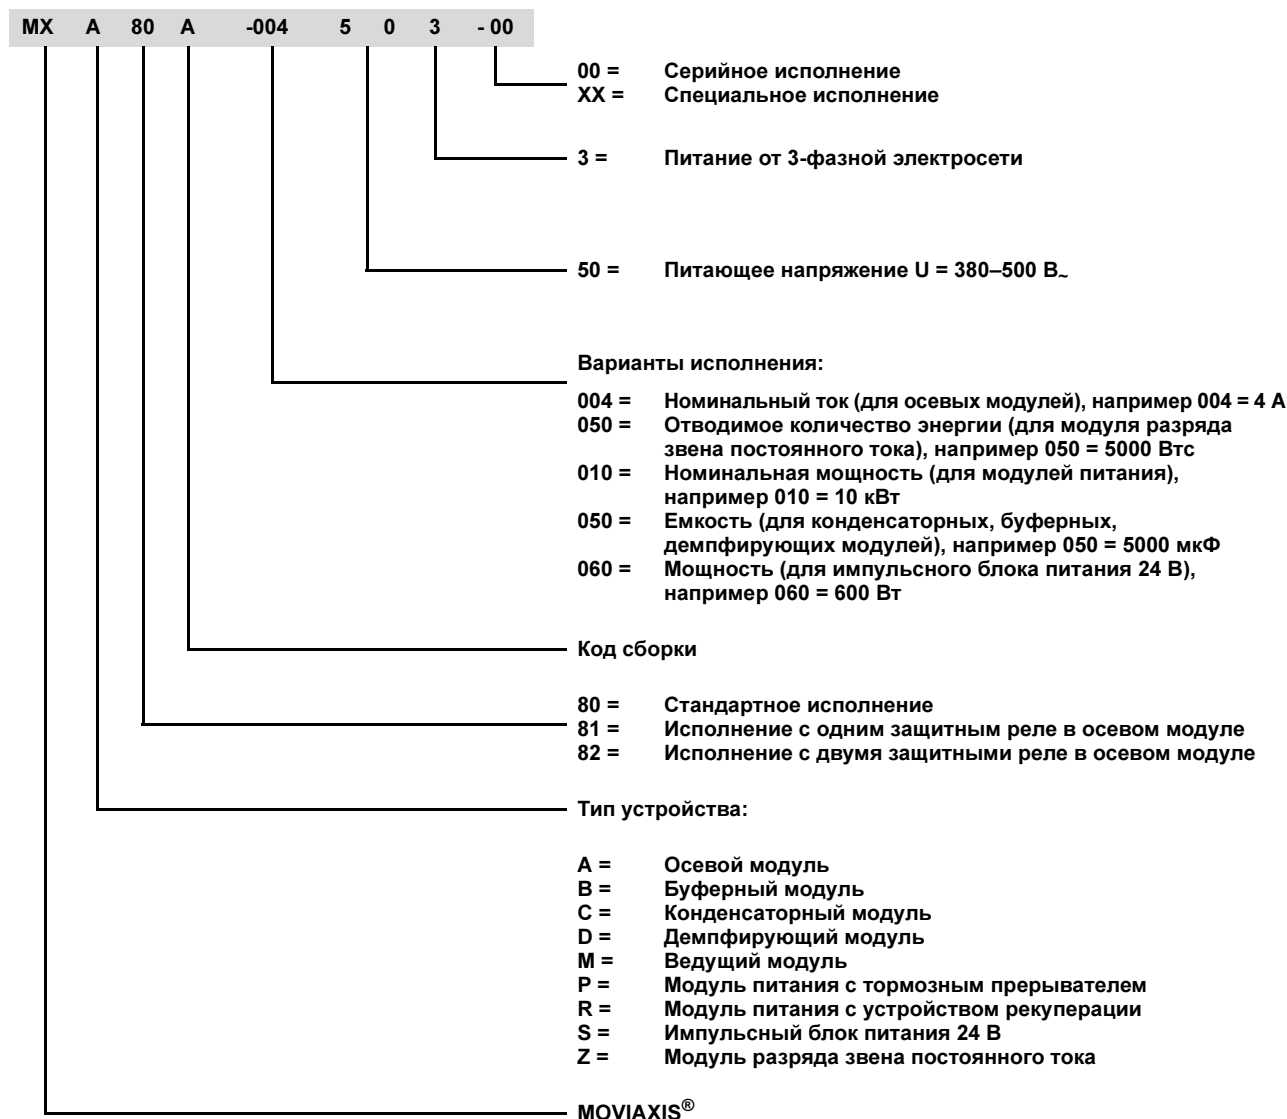 MX A 80 A -004 5 0 3 - 00
00 = Серийное исполнение
XX = Специальное исполнение
3 = Питание от 3-фазной электросети
50 = Питающее напряжение U = 380–500 В~
Варианты исполнения:
004 = Номинальный ток (для осевых модулей), например 004 = 4 А
050 = Отводимое количество энергии (для модуля разряда
звена постоянного тока), например 050 = 5000 Втс
010 = Номинальная мощность (для модулей питания),
например 010 = 10 кВт
050 = Емкость (для конденсаторных, буферных,
демпфирующих модулей), например 050 = 5000 мкФ
060 = Мощность (для импульсного блока питания 24 В),
например 060 = 600 Вт
Код сборки
80 = Стандартное исполнение
81 = Исполнение с одним защитным реле в осевом модуле
82 = Исполнение с двумя защитными реле в осевом модуле
Тип устройства:
A = Осевой модуль
B = Буферный модуль
C = Конденсаторный модуль
D = Демпфирующий модуль
M = Ведущий модуль
P = Модуль питания с тормозным прерывателем
R = Модуль питания с устройством рекуперации
S = Импульсный блок питания 24 В
Z = Модуль разряда звена постоянного тока
MOVIAXIS®